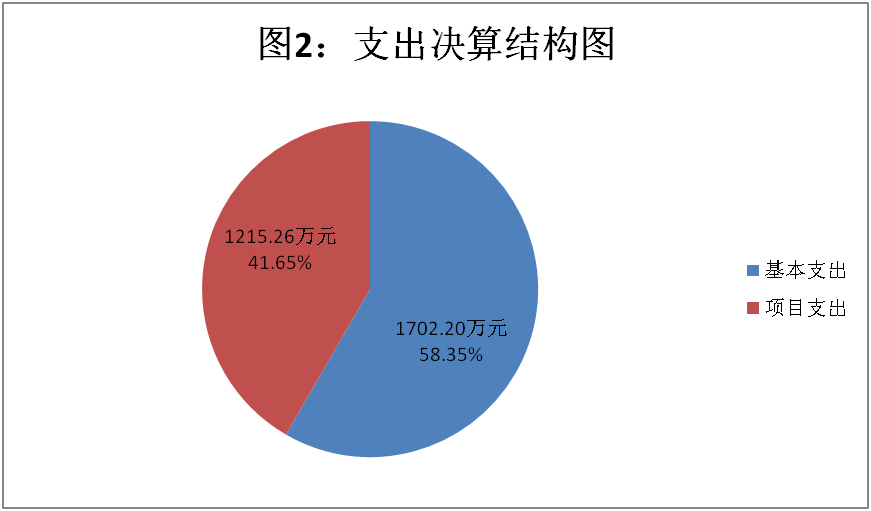 图2：支出决算结构图
1215.26万元
41.65%
1702.20万元
58.35%
基本支出
项目支出